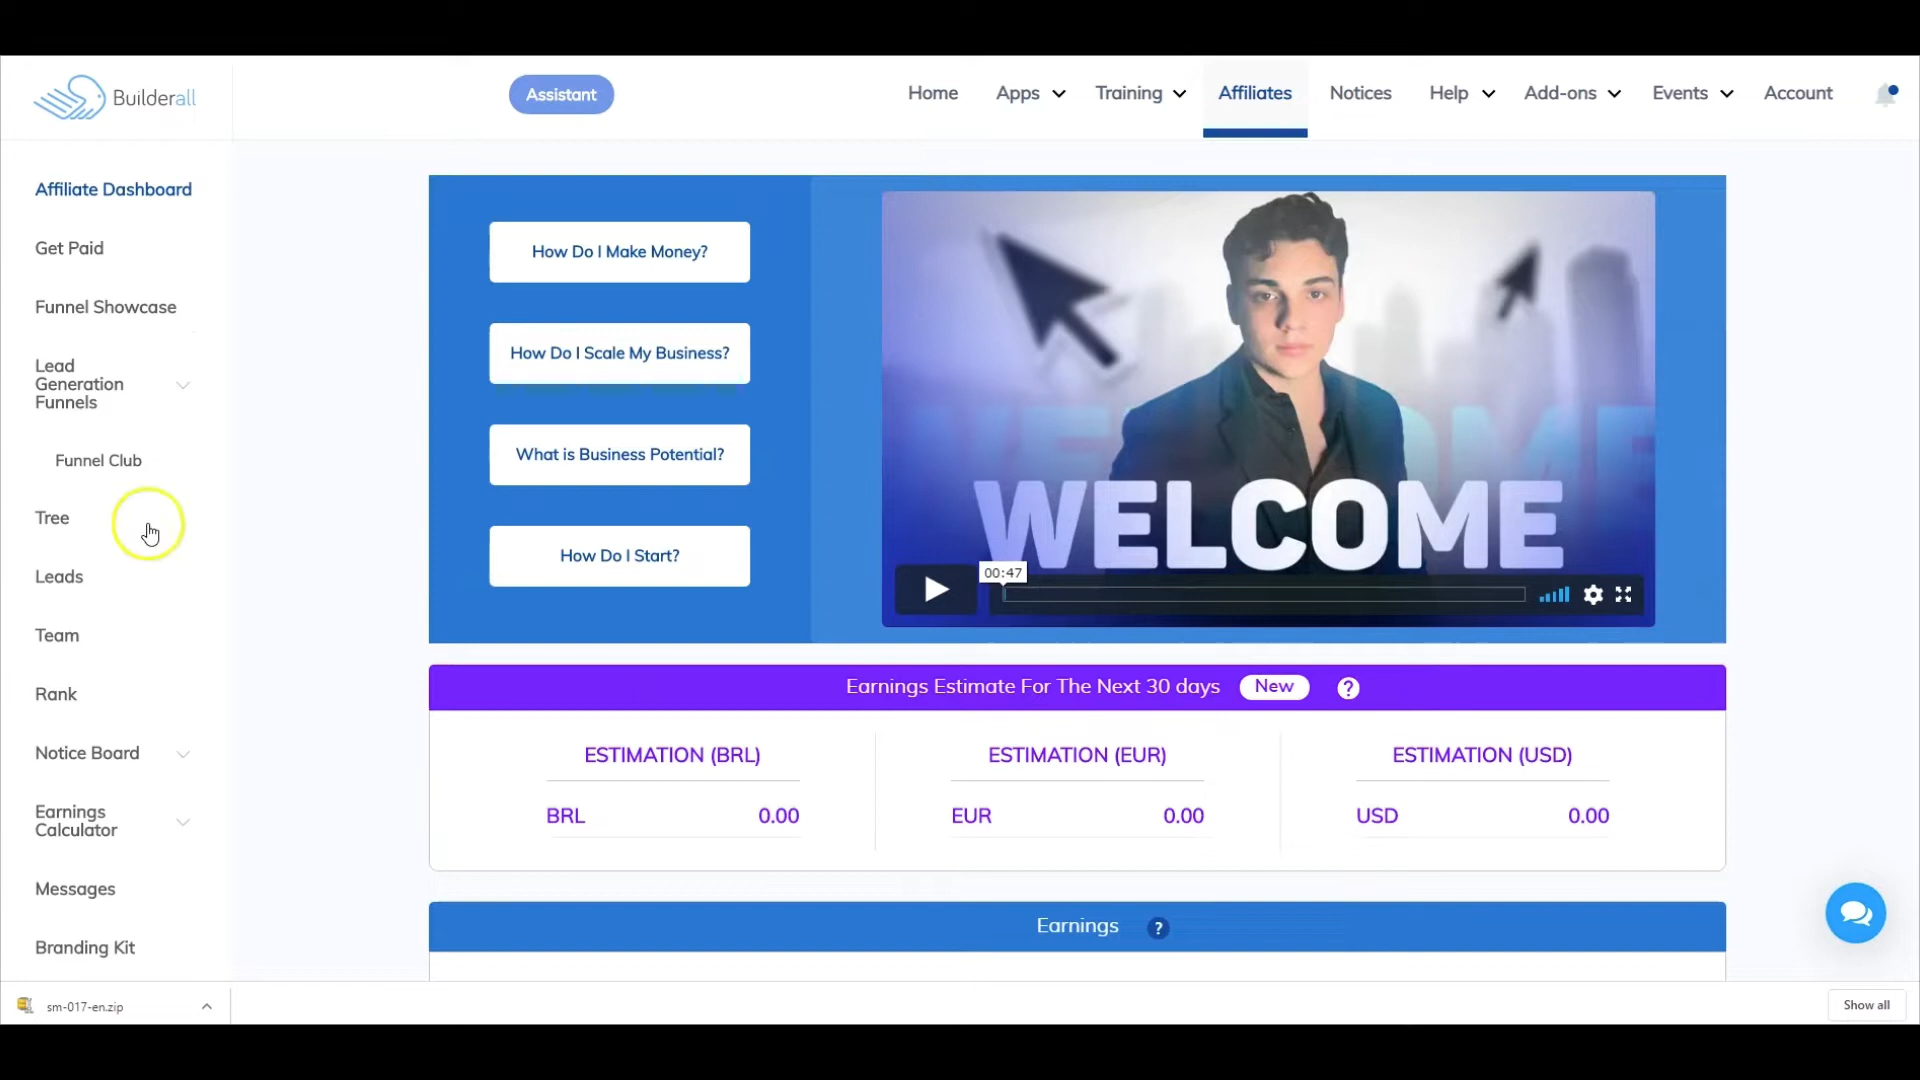 Builderall
Assistant
Home
Apps
Training
Affiliates
Notices
Help
Add-ons
Events
Account
Affiliate Dashboard
Get Paid
Funnel Showcase
Lead
Generation
Funnels
Funnel Club
Tree
Leads
Team
Rank
Notice Board
Earnings
Calculator
Messages
Branding Kit
How Do I Make Money?
How Do I Scale My Business?
What is Business Potential?
How Do I Start?
WELCOME
WELCOME
00:47
Earnings Estimate For The Next 30 days
New
?
ESTIMATION (BRL)
BRL 0.00
ESTIMATION (EUR)
EUR 0.00
ESTIMATION (USD)
USD 0.00
Earnings ?
sm-017-en.zip
Show all